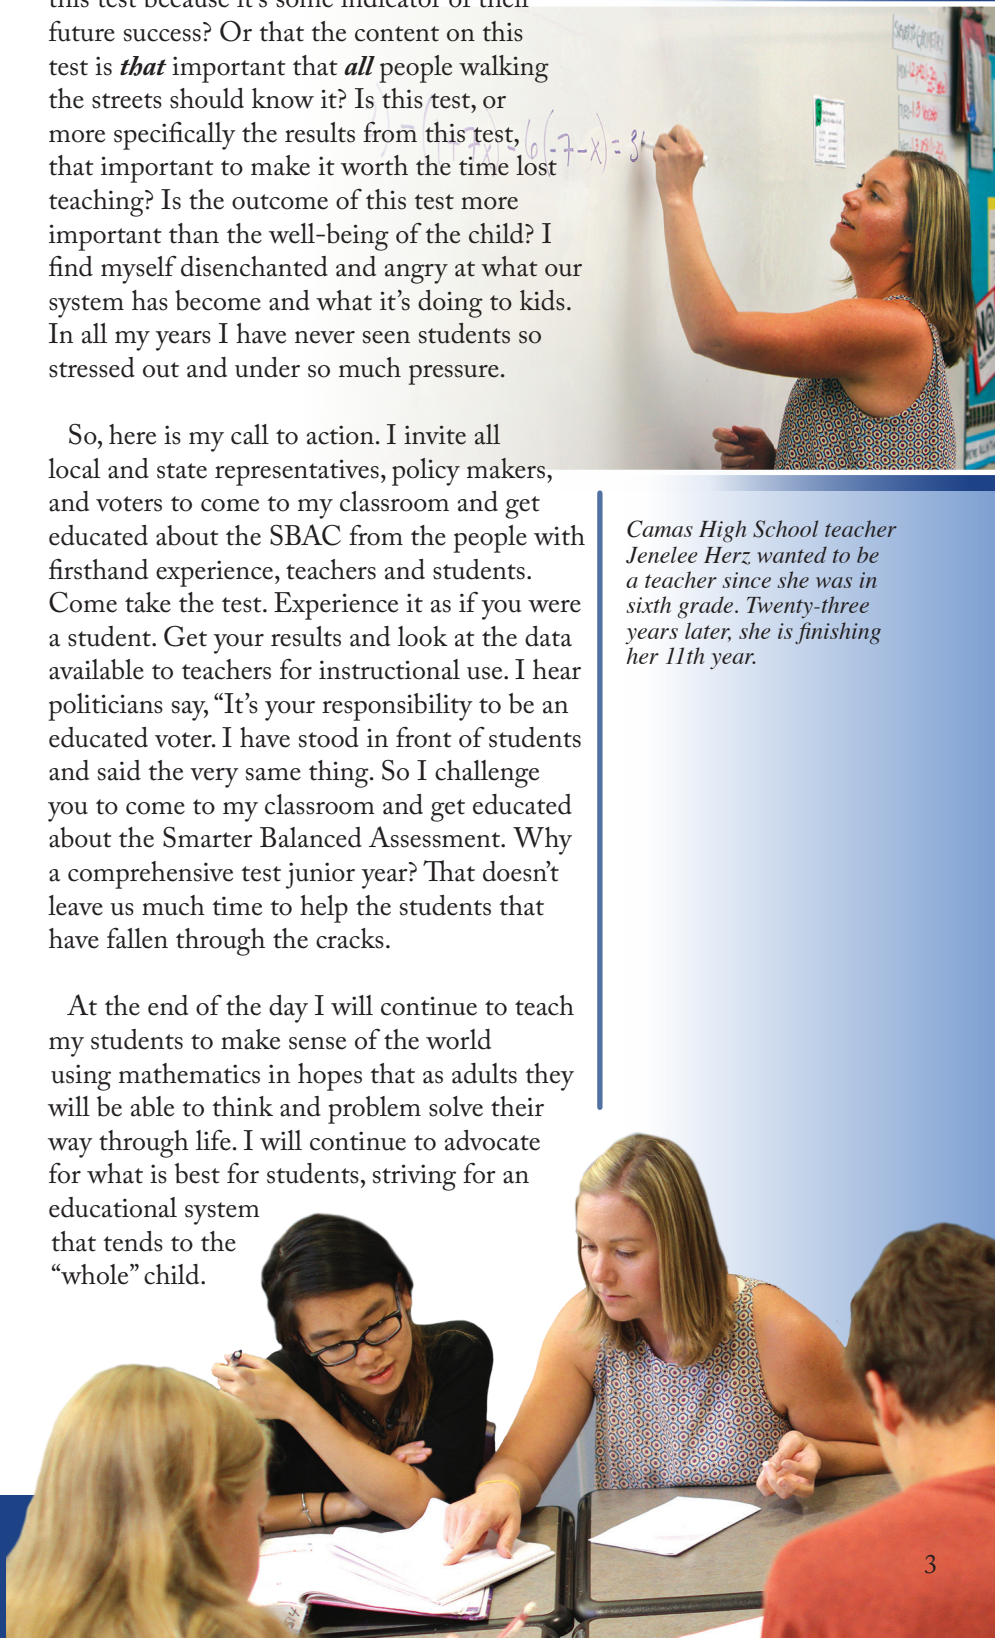 this test because it's some indicator of their
future success? Or that the content on this
test is that important that all people walking
the streets should know it? Is this test, or
more specifically the results from this test,
that important to make it worth the time lost
teaching? Is the outcome of this test more
important than the well-being of the child? I
find myself disenchanted and angry at what our
system has become and what it's doing to kids.
In all my years I have never seen students so
stressed out and under so much pressure.
So, here is my call to action. I invite all
local and state representatives, policy makers,
and voters to come to my classroom and get
educated about the SBAC from the people with
firsthand experience, teachers and students.
Come take the test. Experience it as if you were
a student. Get your results and look at the data
available to teachers for instructional use. I hear
politicians say, “It's your responsibility to be an
educated voter. I have stood in front of students
and said the very same thing. So I challenge
you to come to my classroom and get educated
about the Smarter Balanced Assessment. Why
a comprehensive test junior year? That doesn't
leave us much time to help the students that
have fallen through the cracks.
At the end of the day I will continue to teach
my students to make sense of the world
using mathematics in hopes that as adults they
will be able to think and problem solve their
way through life. I will continue to advocate
for what is best for students, striving for an
educational system
that tends to the
“whole” child.
6(-7-x)=3
Camas High School teacher
Jenelee Herz wanted to be
a teacher since she was in
sixth grade. Twenty-three
years later, she is finishing
her 11th year.
3